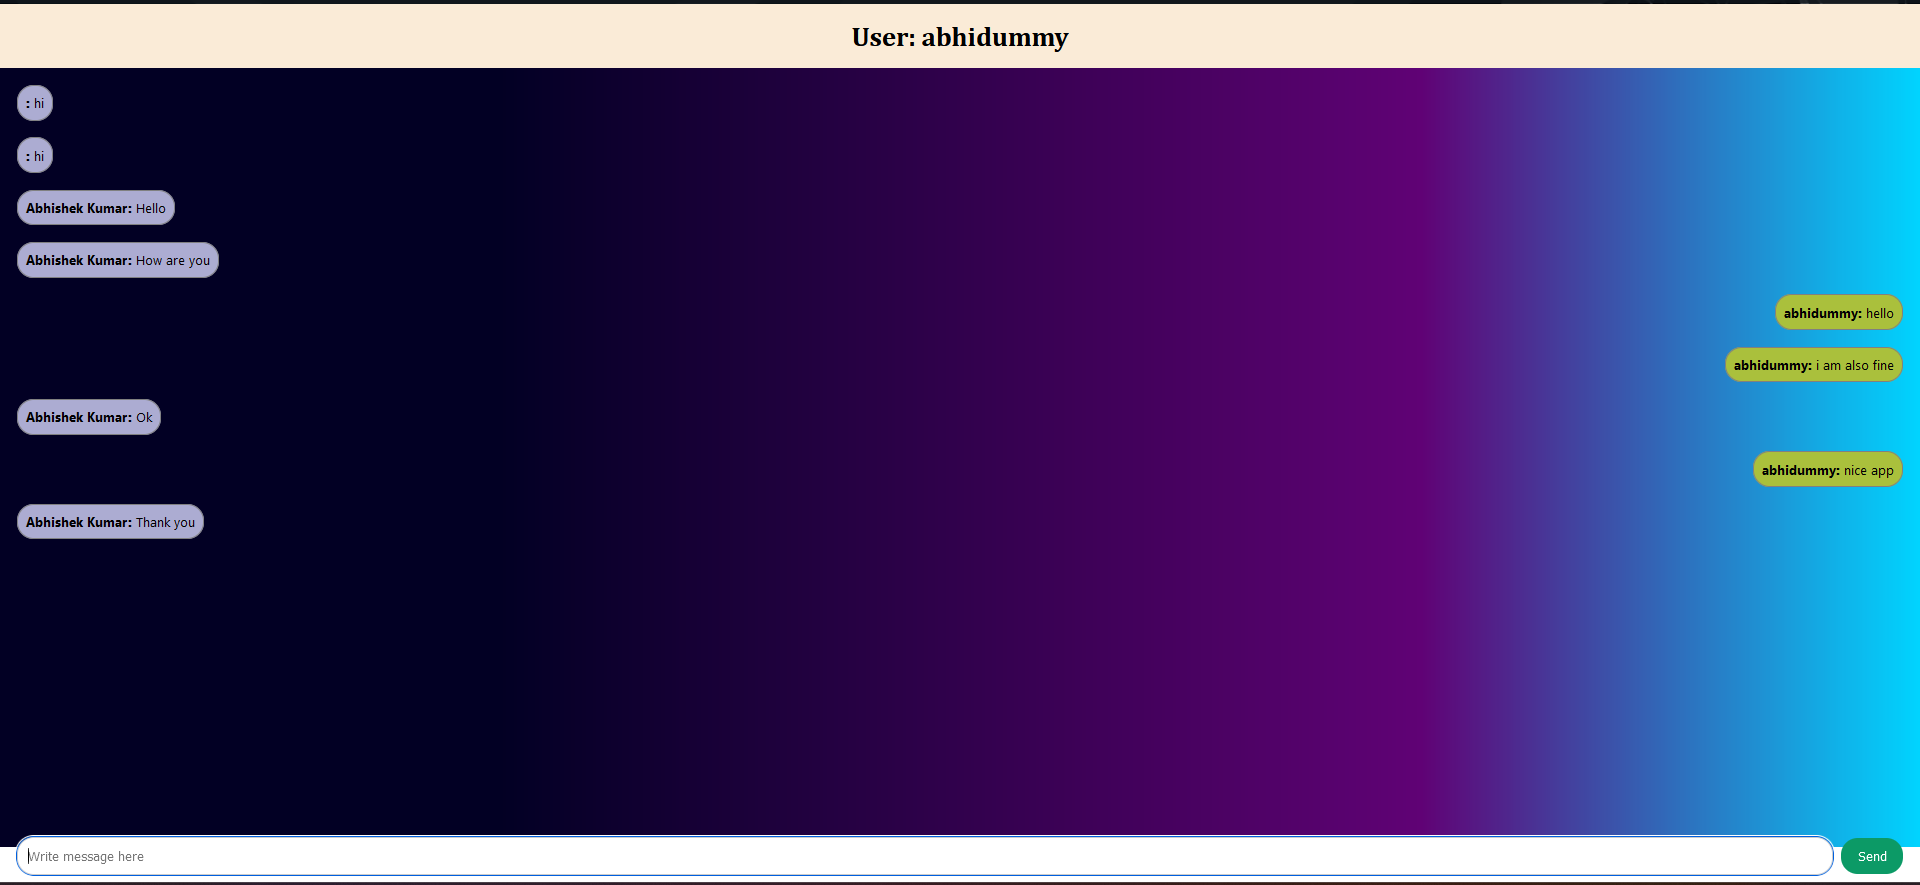 User: abhidummy
: hi
: hi
Abhishek Kumar: Hello
Abhishek Kumar: How are you
abhidummy: hello
abhidummy: i am also fine
Abhishek Kumar: Ok
abhidummy: nice app
Abhishek Kumar: Thank you
Write message here
Send